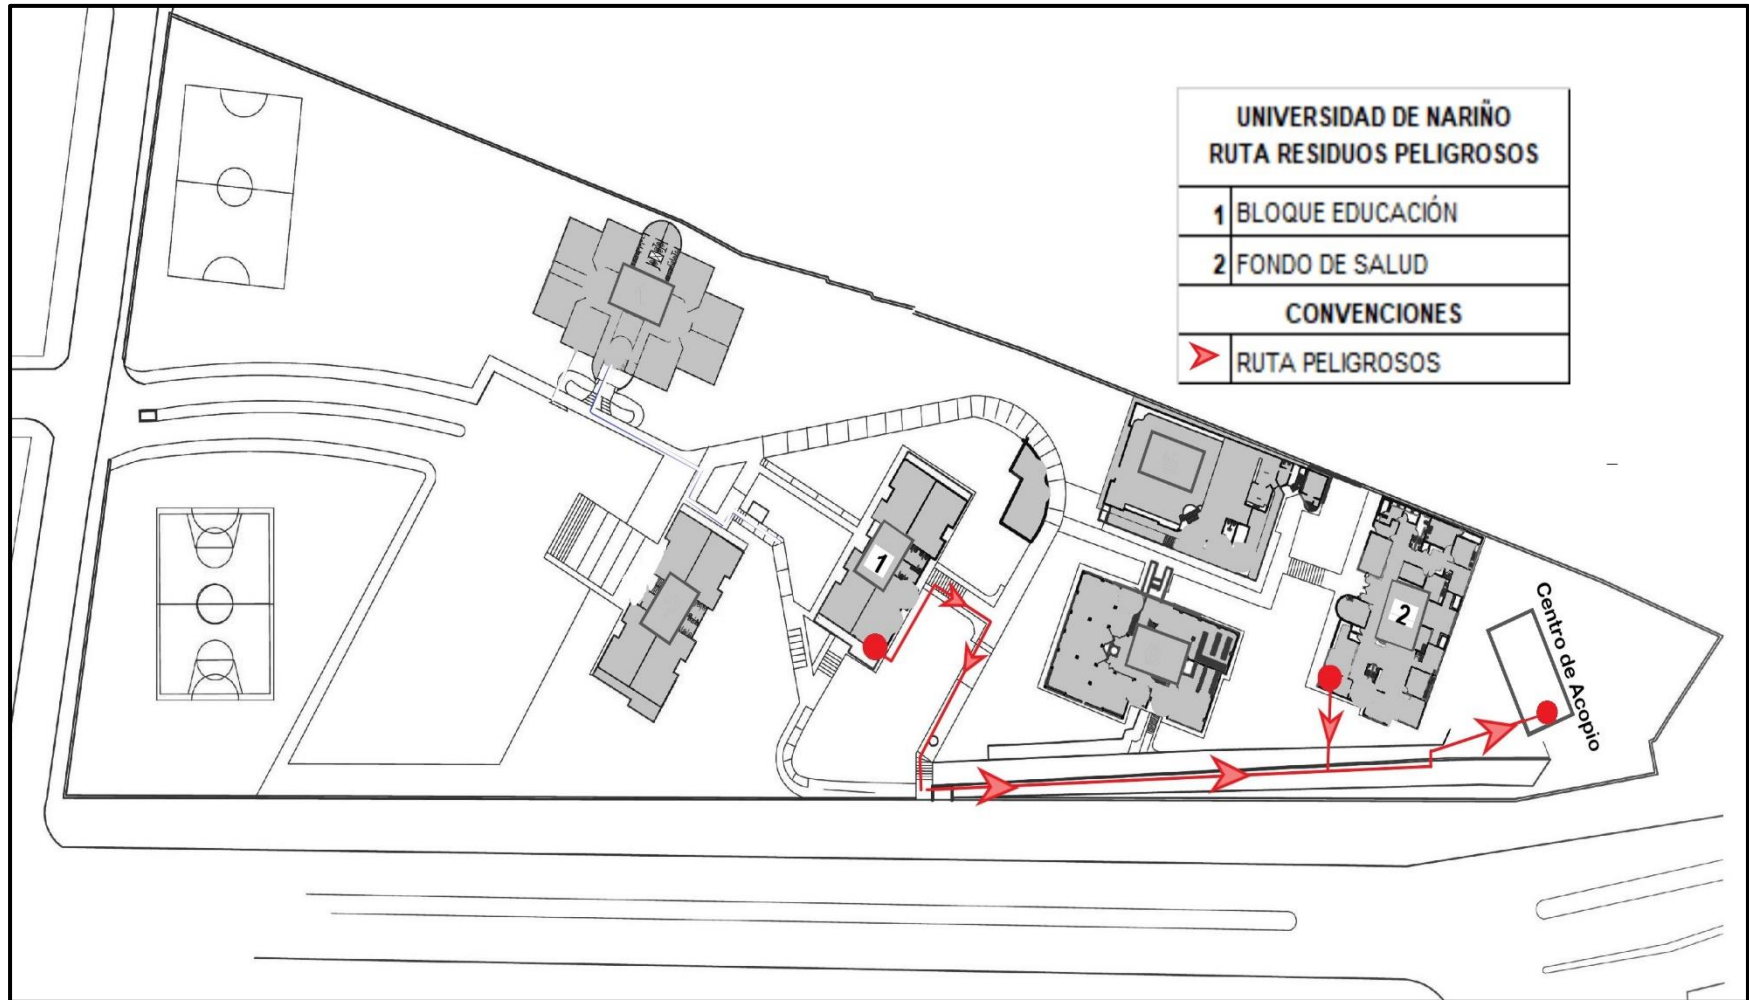 UNIVERSIDAD DE NARIÑO
RUTA RESIDUOS PELIGROSOS
1 BLOQUE EDUCACIÓN
2 FONDO DE SALUD
CONVENCIONES
RUTA PELIGROSOS
1
2
Centro de Acopio